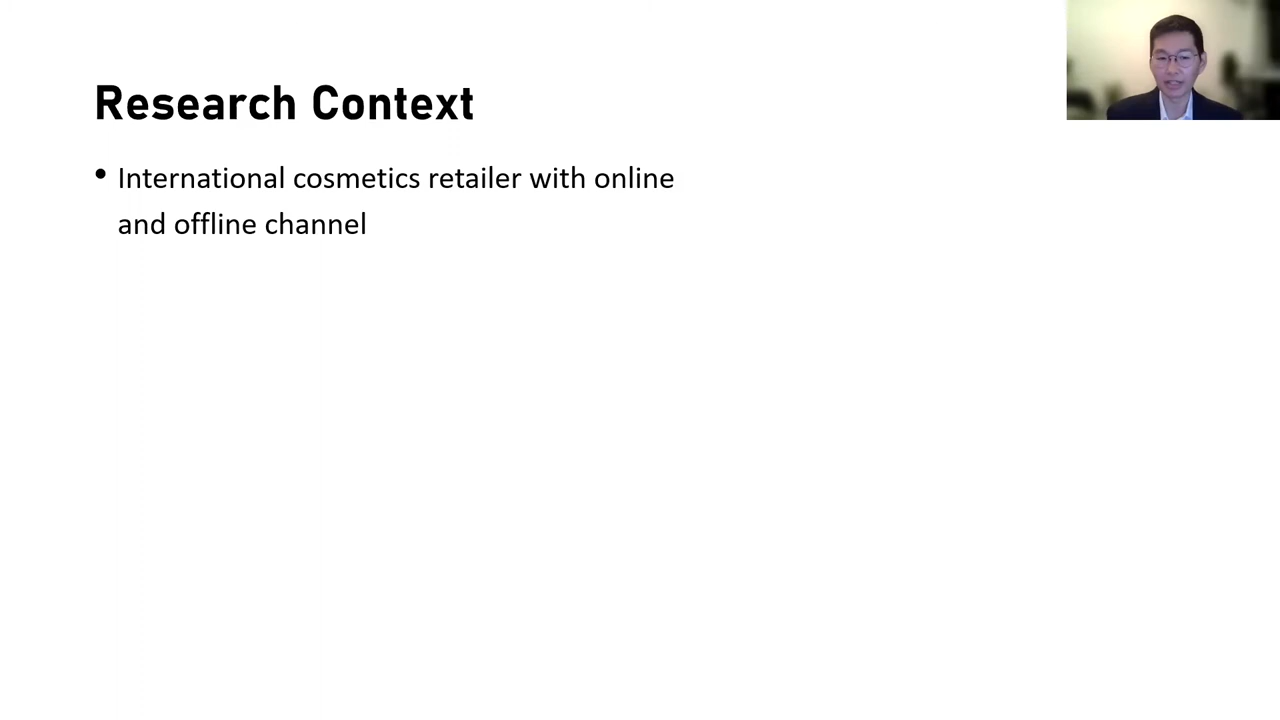 Research Context
• International cosmetics retailer with online
and offline channel